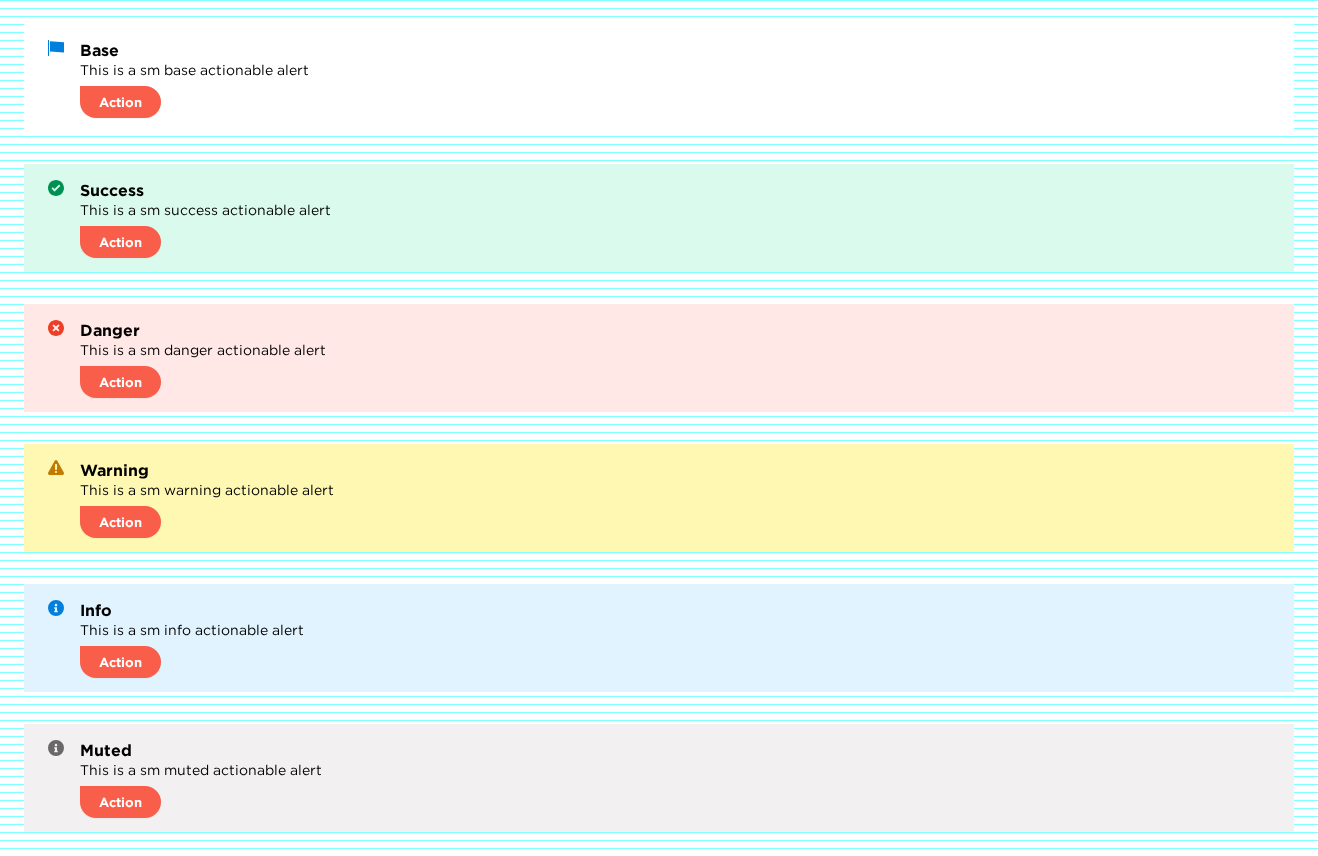 Base
This is a sm base actionable alert
Action
Success
This is a sm success actionable alert
Action
Danger
This is a sm danger actionable alert
Action
Warning
This is a sm warning actionable alert
Action
Info
This is a sm info actionable alert
Action
Muted
This is a sm muted actionable alert
Action